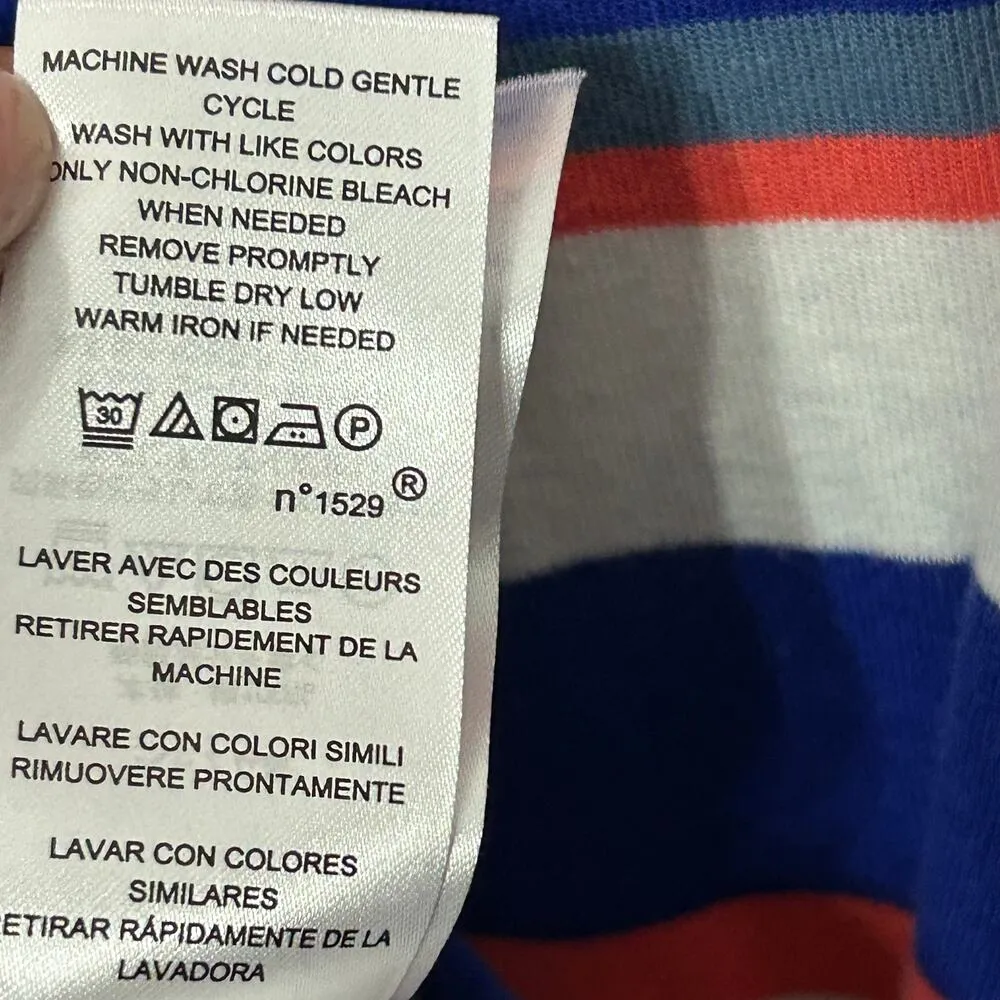 MACHINE WASH COLD GENTLE
CYCLE
WASH WITH LIKE COLORS
ONLY NON-CHLORINE BLEACH
WHEN NEEDED
REMOVE PROMPTLY
TUMBLE DRY LOW
WARM IRON IF NEEDED
30 P
n°1529 ®
LAVER AVEC DES COULEURS
SEMBLABLES
RETIRER RAPIDEMENT DE LA
MACHINE
LAVARE CON COLORI SIMILI
RIMUOVERE PRONTAMENTE
LAVAR CON COLORES
SIMILARES
RETIRAR RÁPIDAMENTE DE LA
LAVADORA